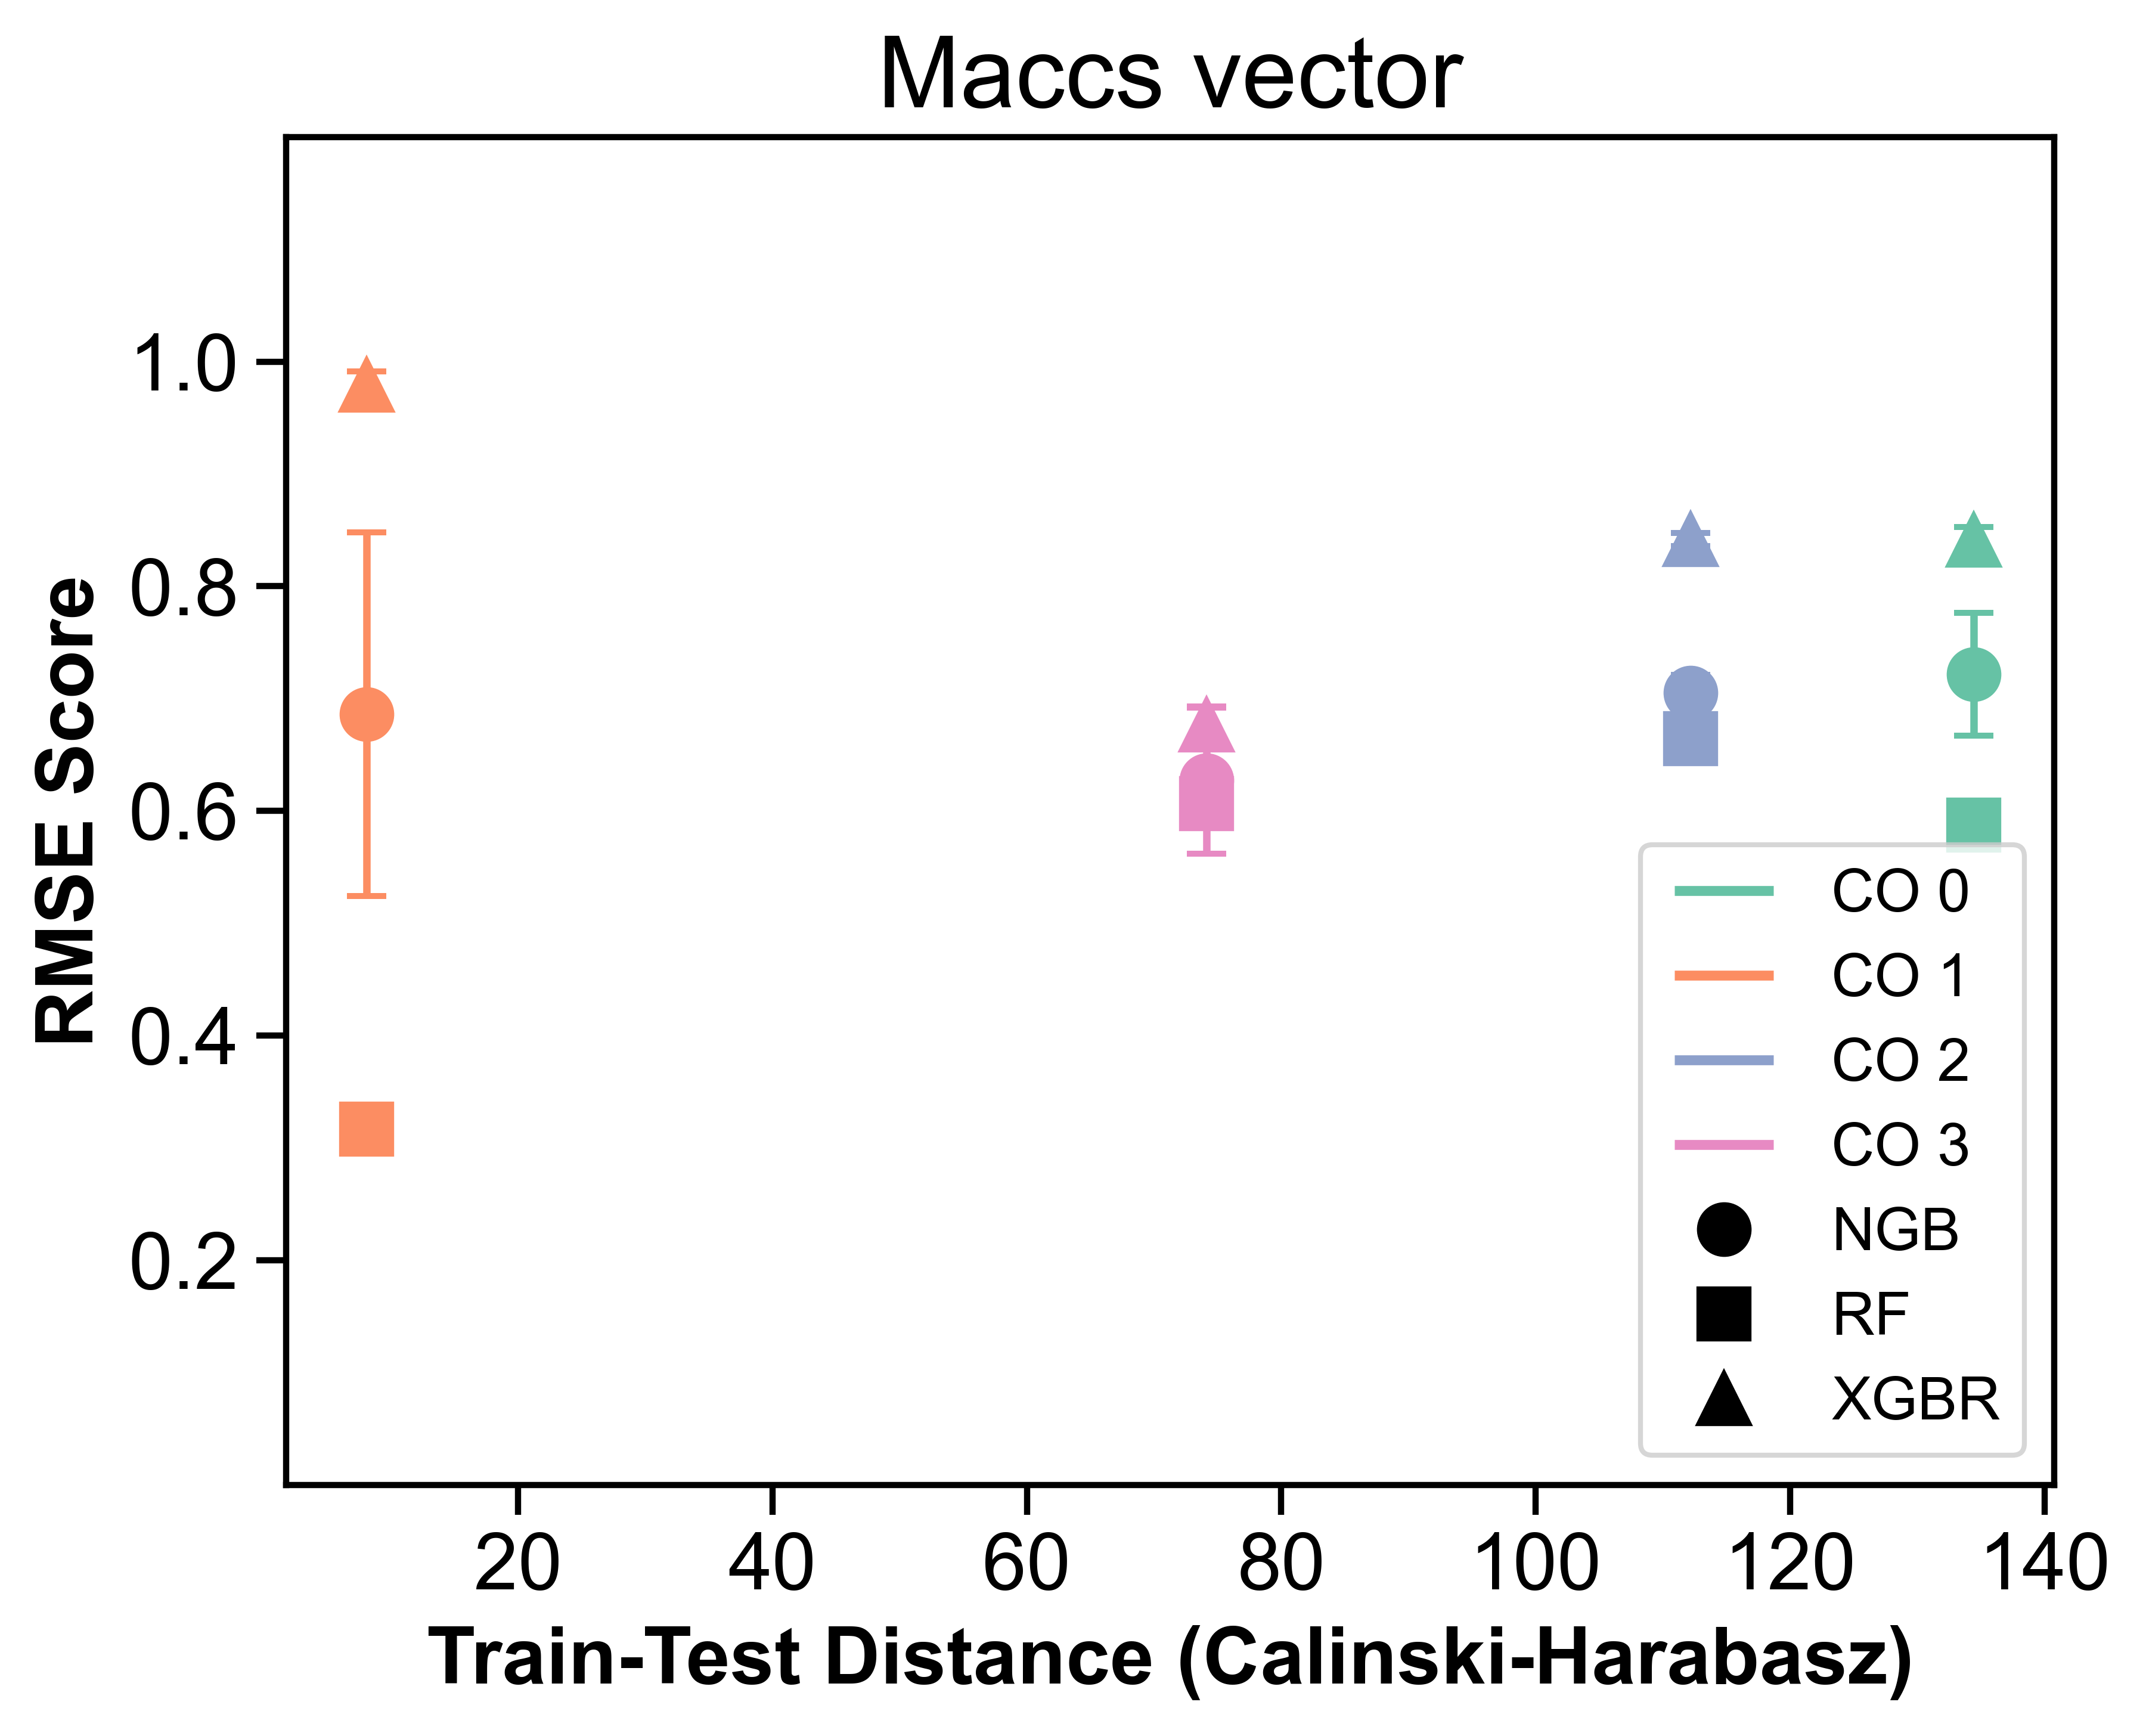 Maccs vector
RMSE Score
1.0
0.8
0.6
0.4
0.2
CO 0
CO 1
CO 2
CO 3
NGB
RF
XGBR
20 40 60 80 100 120 140
Train-Test Distance (Calinski-Harabasz)